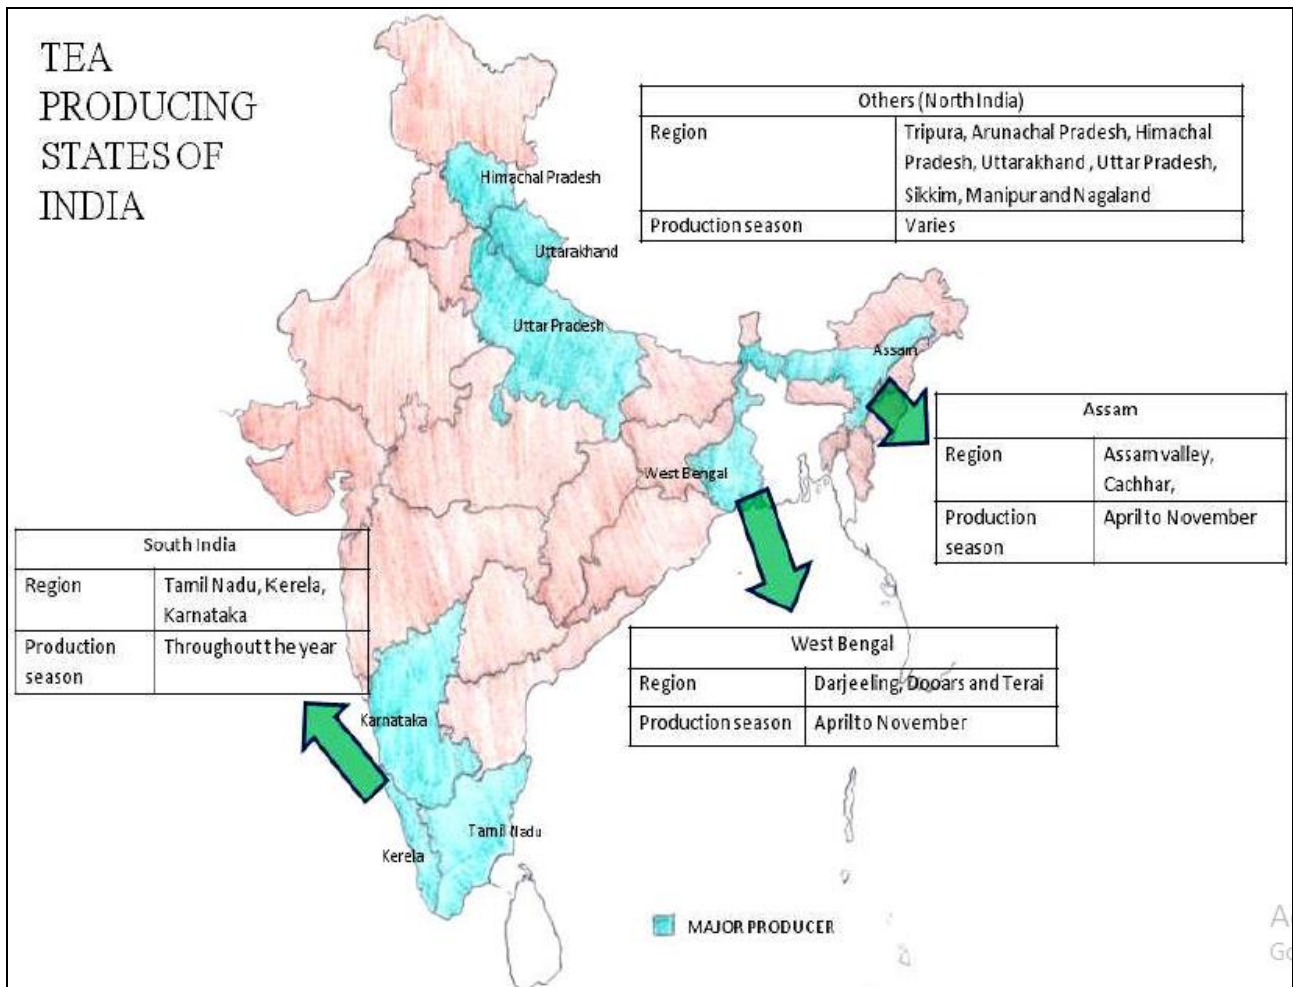 TEA
PRODUCING
STATES OF
INDIA
Others (North India)
Region Tripura, Arunachal Pradesh, Himachal
Pradesh, Uttarakhand , Uttar Pradesh,
Sikkim, Manipur and Nagaland
Production season Varies
Himachal Pradesh
Uttarakhand
Uttar Pradesh
Assam
West Bengal
Assam
Region Assam valley,
Cachhar,
Production April to November
season
South India
Region Tamil Nadu, Kerela,
Karnataka
Production Throughout the year
season
West Bengal
Region Darjeeling, Dooars and Terai
Production season April to November
Karnataka
Tamil Nadu
Kerela
MAJOR PRODUCER